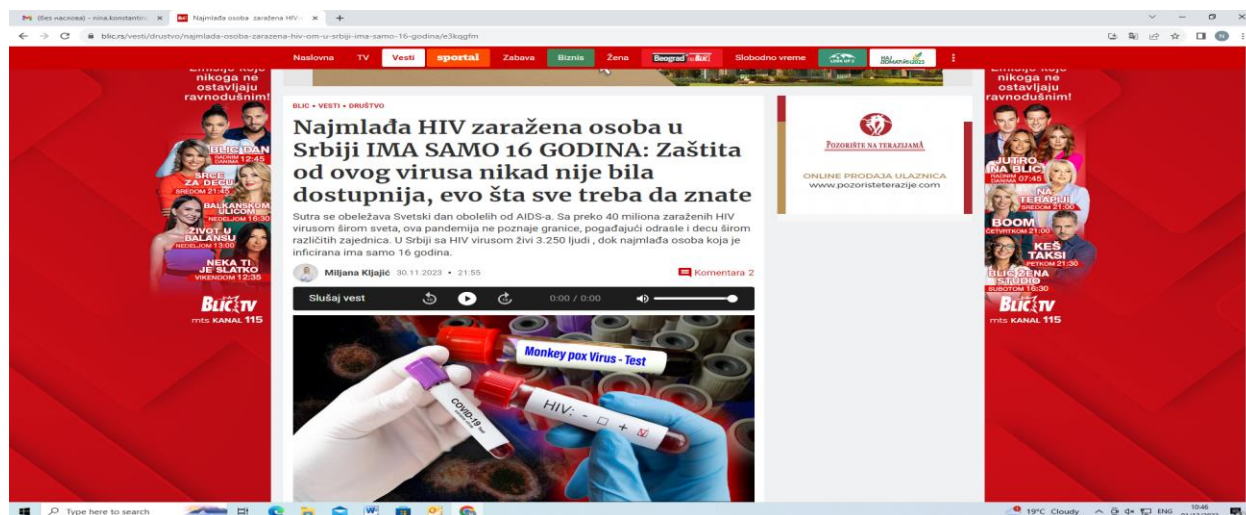 (без наслова) - nina.konstantin
Najmlađa osoba zaražena HIV-
blic.rs/vesti/drustvo/najmlada-osoba-zarazena-hiv-om-u-srbiji-ima-samo-16-godina/e3kqgfm
Naslovna TV Vesti sportal Zabava Biznis Žena Beograd uBlic Slobodno vreme
nikoga ne
ostavljaju
ravnodušnim!
BLIC DAN
RADNIM DANIMA 12:45
SRCE
ZA DECU
SREDOM 21:45
BALKANSKOM
ULICOM
NEDELJOM 16:30
ŽIVOT U
BALANSU
NEDELJOM 13:00
NEKA TI
JE SLATKO
VIKENDOM 12:35
BLIC TV
mts KANAL 115
BLIC • VESTI • DRUŠTVO
Najmlađa HIV zaražena osoba u
Srbiji IMA SAMO 16 GODINA: Zaštita
od ovog virusa nikad nije bila
dostupnija, evo šta sve treba da znate
Sutra se obeležava Svetski dan obolelih od AIDS-a. Sa preko 40 miliona zaraženih HIV
virusom širom sveta, ova pandemija ne poznaje granice, pogađajući odrasle i decu širom
različitih zajednica. U Srbiji sa HIV virusom živi 3.250 ljudi , dok najmlađa osoba koja je
inficirana ima samo 16 godina.
Miljana Kljajić 30.11.2023 • 21:55
Komentara 2
Slušaj vest 0:00 / 0:00
Monkey pox Virus - Test
COVID-19
HIV: - +
POZORIŠTE NA TERAZIJAMA
ONLINE PRODAJA ULAZNICA
www.pozoristeterazije.com
nikoga ne
ostavljaju
ravnodušnim!
JUTRO
NA BLIC
RADNIM DANIMA 07:45
NA
TERAPIJI
SREDOM 21:00
BOOM
ČETVRTKOM 21:00
KEŠ
TAKSI
PETKOM 21:30
BLIC ŽENA
STUDIO
SUBOTOM 16:30
BLIC TV
mts KANAL 115
Type here to search
19°C Cloudy
ENG
10:46